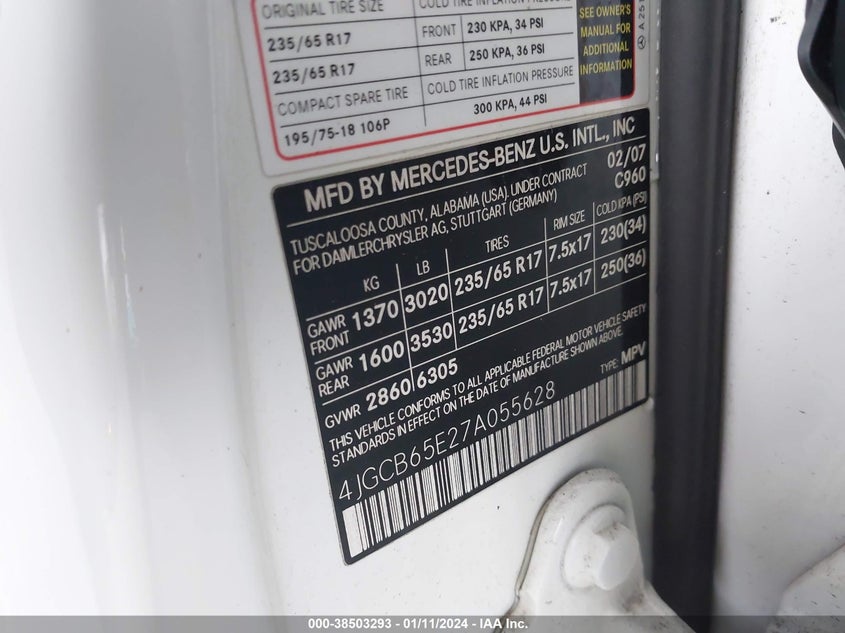 ORIGINAL TIRE SIZE COLD TIRE INFLATION PRESSURE
235/65 R17 FRONT 230 KPA, 34 PSI
235/65 R17 REAR 250 KPA, 36 PSI
COMPACT SPARE TIRE COLD TIRE INFLATION PRESSURE
195/75-18 106P 300 KPA, 44 PSI
SEE OWNER'S
MANUAL FOR
ADDITIONAL
INFORMATION
MFD BY MERCEDES-BENZ U.S. INTL., INC
TUSCALOOSA COUNTY, ALABAMA (USA) UNDER CONTRACT 02/07
FOR DAIMLERCHRYSLER AG, STUTTGART (GERMANY) C960
KG LB TIRES RIM SIZE COLD KPA (PSI)
GAWR FRONT 1370 3020 235/65 R17 7.5x17 230(34)
GAWR REAR 1600 3530 235/65 R17 7.5x17 250(36)
GVWR 2860 6305
THIS VEHICLE CONFORMS TO ALL APPLICABLE FEDERAL MOTOR VEHICLE SAFETY
STANDARDS IN EFFECT ON THE DATE OF MANUFACTURE SHOWN ABOVE. TYPE: MPV
4JGCB65E27A055628
000-38503293 - 01/11/2024 - IAA Inc.